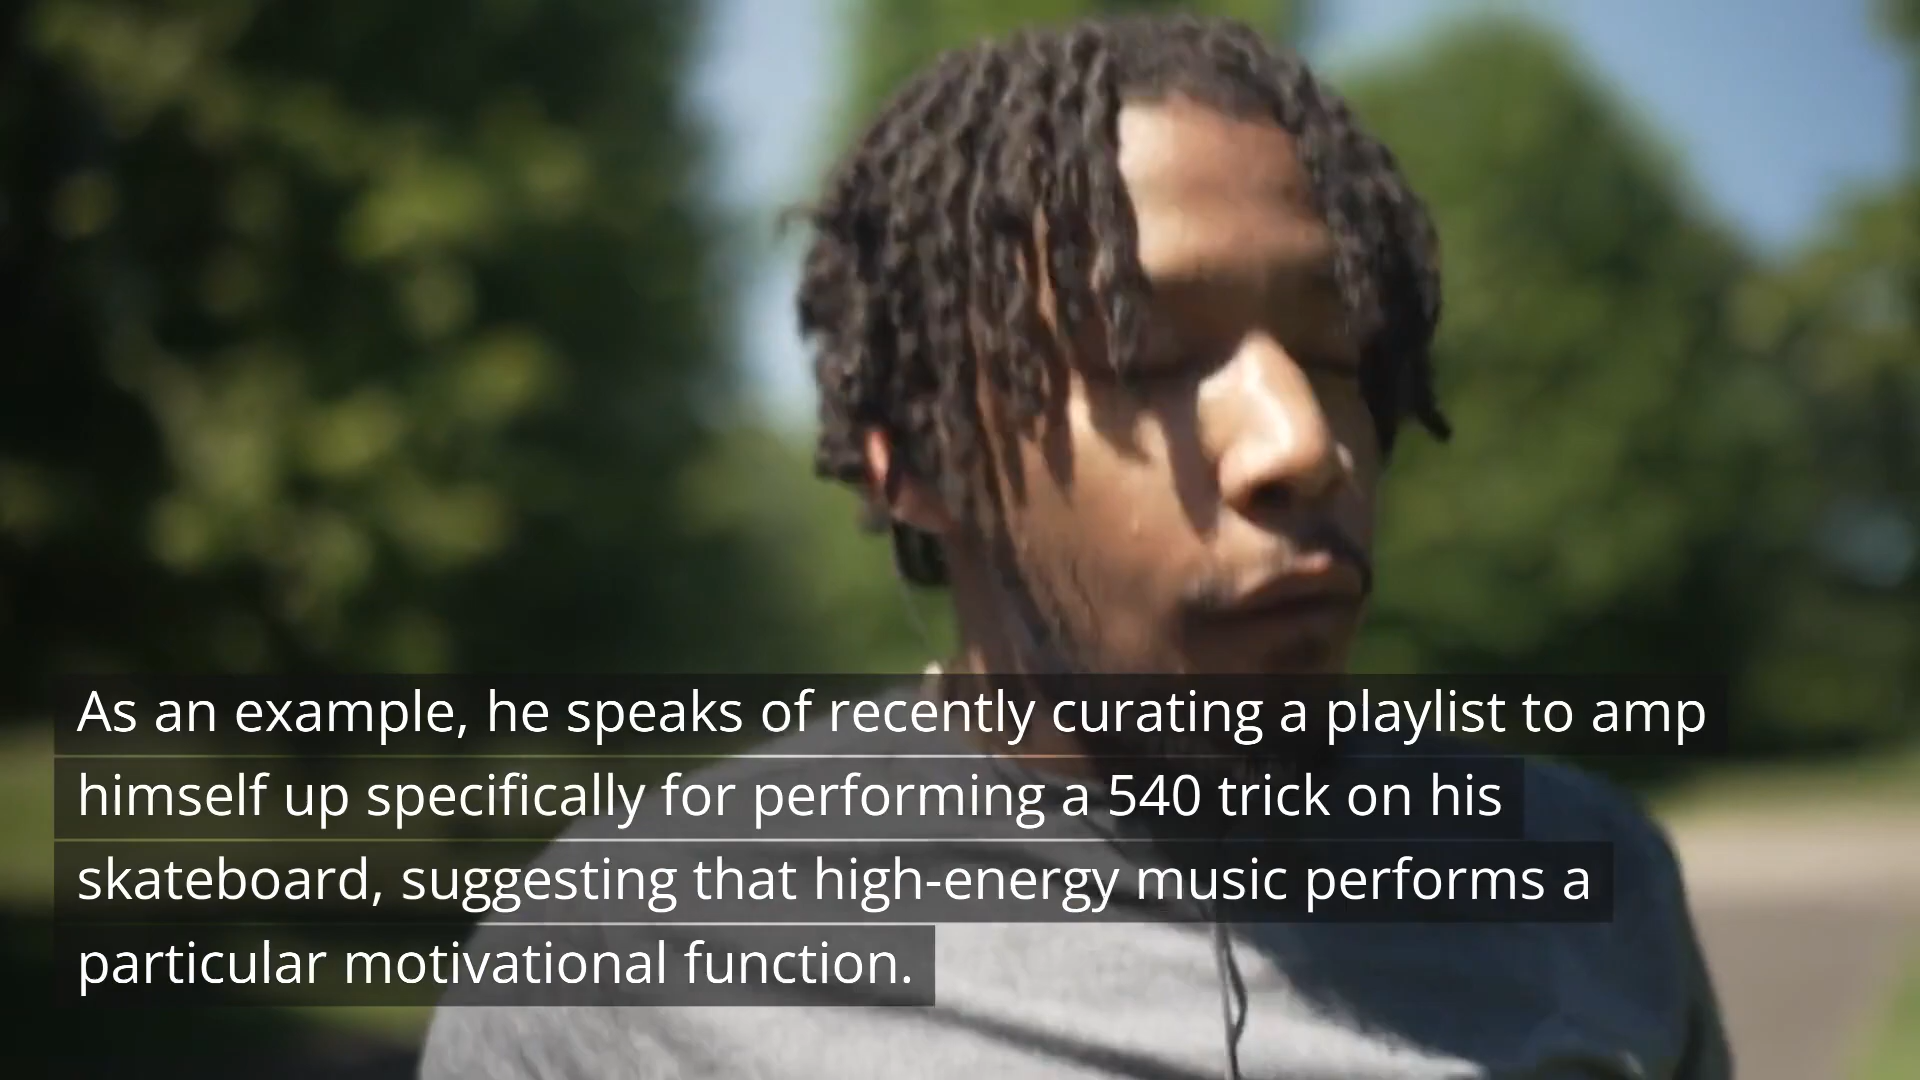 As an example, he speaks of recently curating a playlist to amp
himself up specifically for performing a 540 trick on his
skateboard, suggesting that high-energy music performs a
particular motivational function.